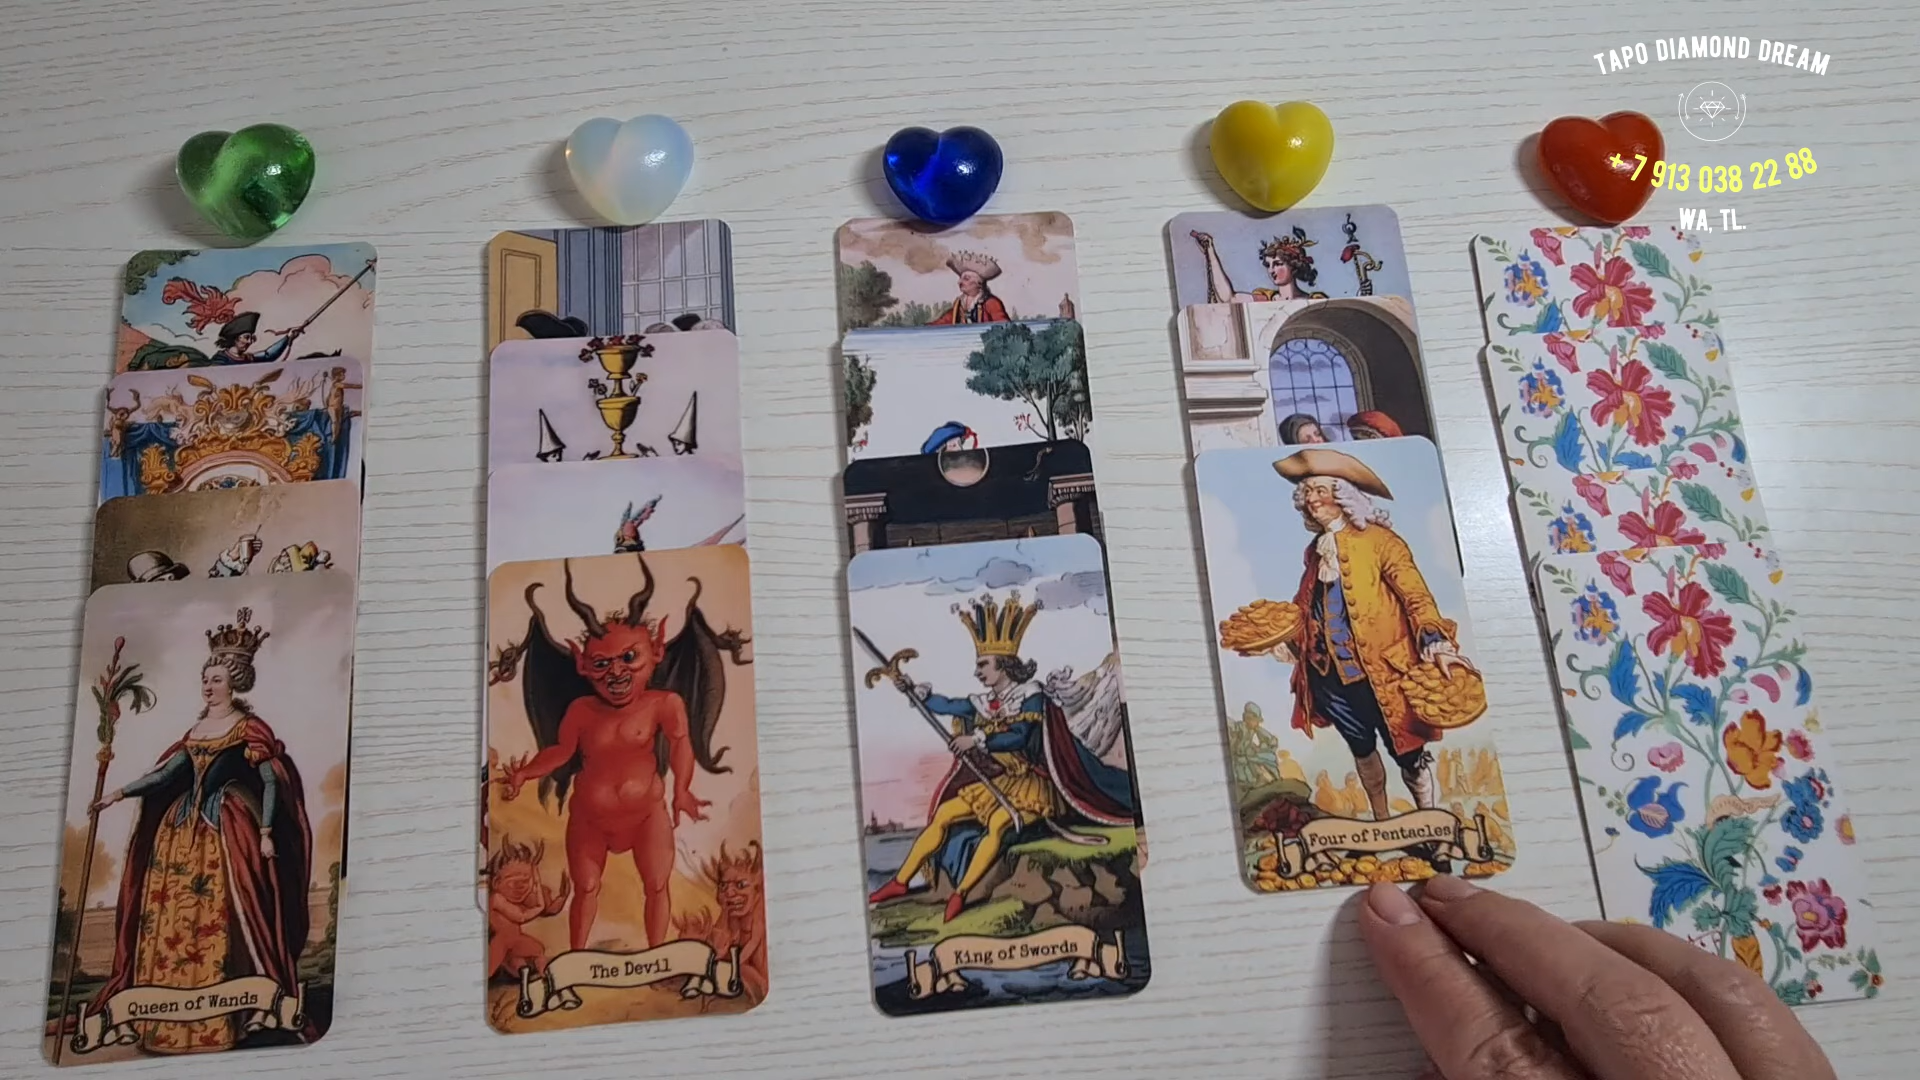 TAPO DIAMOND DREAM
+ 7 913 038 22 88
WA, TL.
Four of Pentacles
King of Swords
The Devil
Queen of Wands